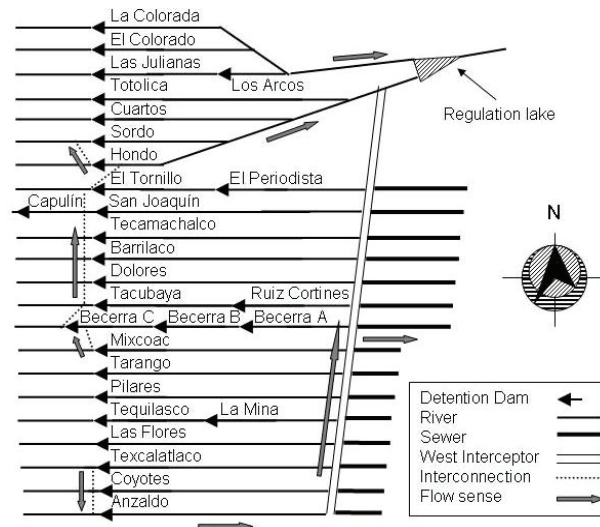 La Colorada
El Colorado
Las Julianas
Los Arcos
Totolica
Cuartos
Regulation lake
Sordo
Hondo
El Tornillo
El Periodista
Capulín
San Joaquín
N
Tecamachalco
Barrilaco
Dolores
Tacubaya
Ruiz Cortines
Becerra C
Becerra B
Becerra A
Mixcoac
Tarango
Pilares
Tequilasco
La Mina
Las Flores
Texcalatlaco
Coyotes
Anzaldo
Detention Dam
River
Sewer
West Interceptor
Interconnection
Flow sense